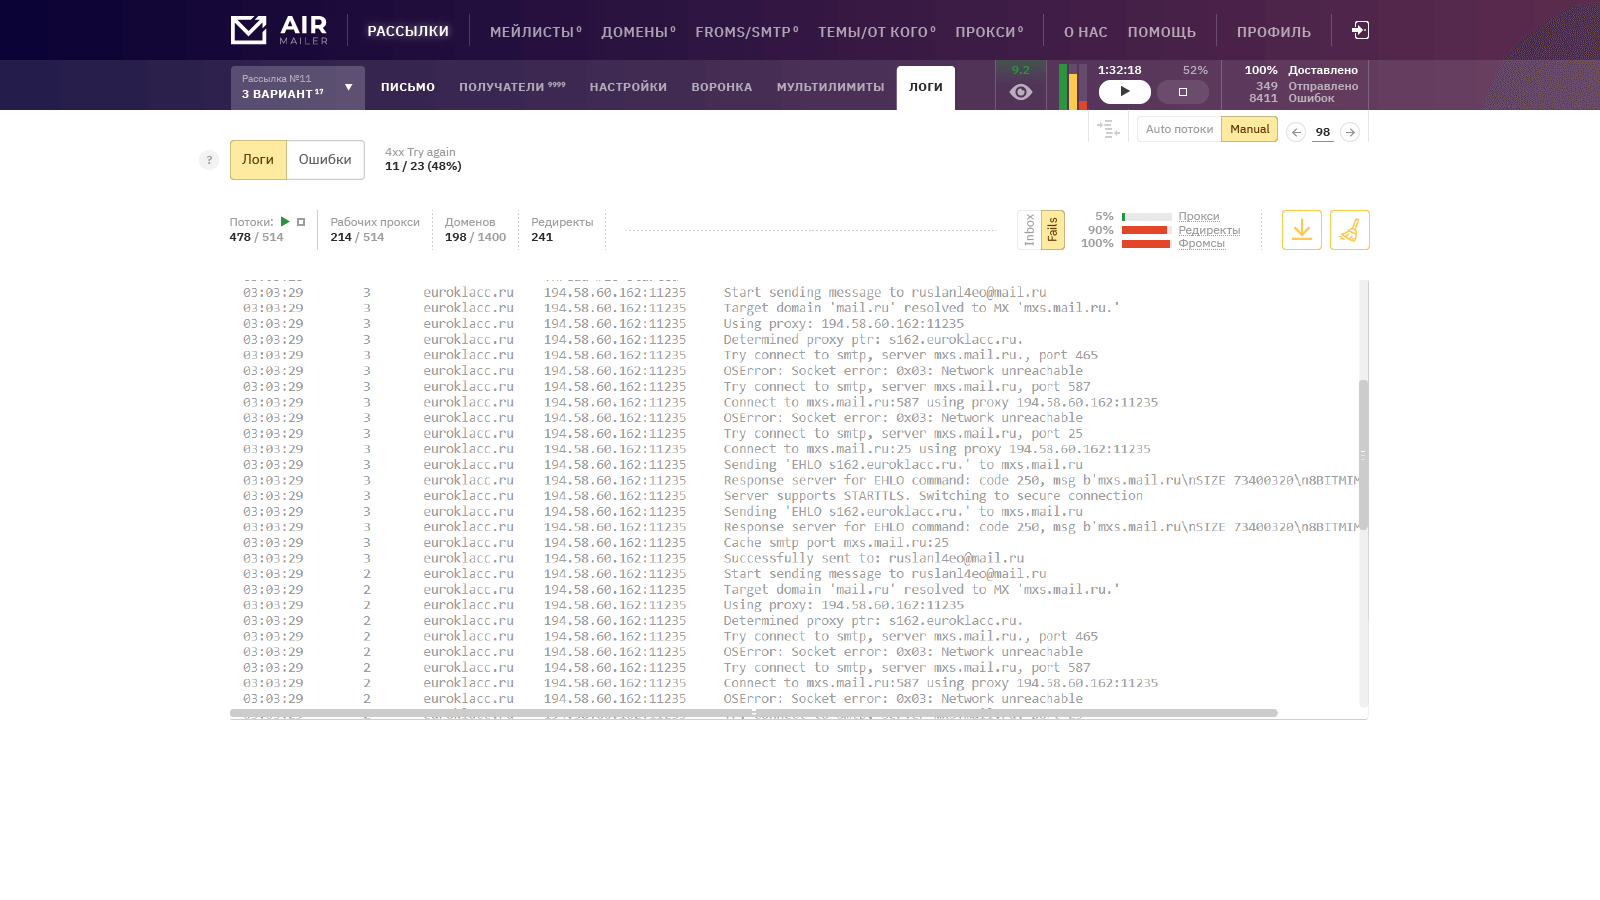 AIR
MAILER
РАССЫЛКИ
МЕЙЛИСТЫ 0
ДОМЕНЫ 0
FROMS/SMTP 0
ТЕМЫ/ОТ КОГО 0
ПРОКСИ 0
О НАС
ПОМОЩЬ
ПРОФИЛЬ
Рассылка №11
3 ВАРИАНТ 17
▼
ПИСЬМО
ПОЛУЧАТЕЛИ 9999
НАСТРОЙКИ
ВОРОНКА
МУЛЬТИЛИМИТЫ
ЛОГИ
9.2
1:32:18 52%
100% Доставлено
349 Отправлено
8411 Ошибок
Auto потоки
Manual
98
?
Логи
Ошибки
4xx Try again
11 / 23 (48%)
Потоки:
478 / 514
Рабочих прокси
214 / 514
Доменов
198 / 1400
Редиректы
241
Inbox
Fails
5% Прокси
90% Редиректы
100% Фромсы
03:03:29 3 euroklacc.ru 194.58.60.162:11235 Start sending message to ruslanl4eo@mail.ru
03:03:29 3 euroklacc.ru 194.58.60.162:11235 Target domain 'mail.ru' resolved to MX 'mxs.mail.ru.'
03:03:29 3 euroklacc.ru 194.58.60.162:11235 Using proxy: 194.58.60.162:11235
03:03:29 3 euroklacc.ru 194.58.60.162:11235 Determined proxy ptr: s162.euroklacc.ru.
03:03:29 3 euroklacc.ru 194.58.60.162:11235 Try connect to smtp, server mxs.mail.ru., port 465
03:03:29 3 euroklacc.ru 194.58.60.162:11235 OSError: Socket error: 0x03: Network unreachable
03:03:29 3 euroklacc.ru 194.58.60.162:11235 Try connect to smtp, server mxs.mail.ru, port 587
03:03:29 3 euroklacc.ru 194.58.60.162:11235 Connect to mxs.mail.ru:587 using proxy 194.58.60.162:11235
03:03:29 3 euroklacc.ru 194.58.60.162:11235 OSError: Socket error: 0x03: Network unreachable
03:03:29 3 euroklacc.ru 194.58.60.162:11235 Try connect to smtp, server mxs.mail.ru, port 25
03:03:29 3 euroklacc.ru 194.58.60.162:11235 Connect to mxs.mail.ru:25 using proxy 194.58.60.162:11235
03:03:29 3 euroklacc.ru 194.58.60.162:11235 Sending 'EHLO s162.euroklacc.ru.' to mxs.mail.ru
03:03:29 3 euroklacc.ru 194.58.60.162:11235 Response server for EHLO command: code 250, msg b'mxs.mail.ru\nSIZE 73400320\n8BITMIM
03:03:29 3 euroklacc.ru 194.58.60.162:11235 Server supports STARTTLS. Switching to secure connection
03:03:29 3 euroklacc.ru 194.58.60.162:11235 Sending 'EHLO s162.euroklacc.ru.' to mxs.mail.ru
03:03:29 3 euroklacc.ru 194.58.60.162:11235 Response server for EHLO command: code 250, msg b'mxs.mail.ru\nSIZE 73400320\n8BITMIM
03:03:29 3 euroklacc.ru 194.58.60.162:11235 Cache smtp port mxs.mail.ru:25
03:03:29 3 euroklacc.ru 194.58.60.162:11235 Successfully sent to: ruslanl4eo@mail.ru
03:03:29 2 euroklacc.ru 194.58.60.162:11235 Start sending message to ruslanl4eo@mail.ru
03:03:29 2 euroklacc.ru 194.58.60.162:11235 Target domain 'mail.ru' resolved to MX 'mxs.mail.ru.'
03:03:29 2 euroklacc.ru 194.58.60.162:11235 Using proxy: 194.58.60.162:11235
03:03:29 2 euroklacc.ru 194.58.60.162:11235 Determined proxy ptr: s162.euroklacc.ru.
03:03:29 2 euroklacc.ru 194.58.60.162:11235 Try connect to smtp, server mxs.mail.ru., port 465
03:03:29 2 euroklacc.ru 194.58.60.162:11235 OSError: Socket error: 0x03: Network unreachable
03:03:29 2 euroklacc.ru 194.58.60.162:11235 Try connect to smtp, server mxs.mail.ru, port 587
03:03:29 2 euroklacc.ru 194.58.60.162:11235 Connect to mxs.mail.ru:587 using proxy 194.58.60.162:11235
03:03:29 2 euroklacc.ru 194.58.60.162:11235 OSError: Socket error: 0x03: Network unreachable